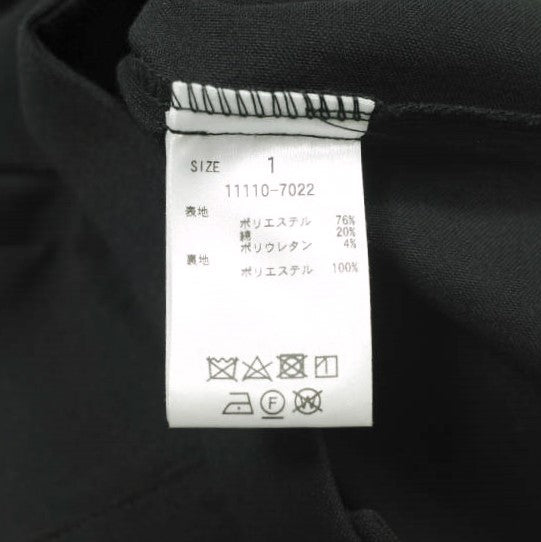 SIZE 1
11110-7022
表地
ポリエステル 76%
綿 20%
ポリウレタン 4%
裏地
ポリエステル 100%
F W